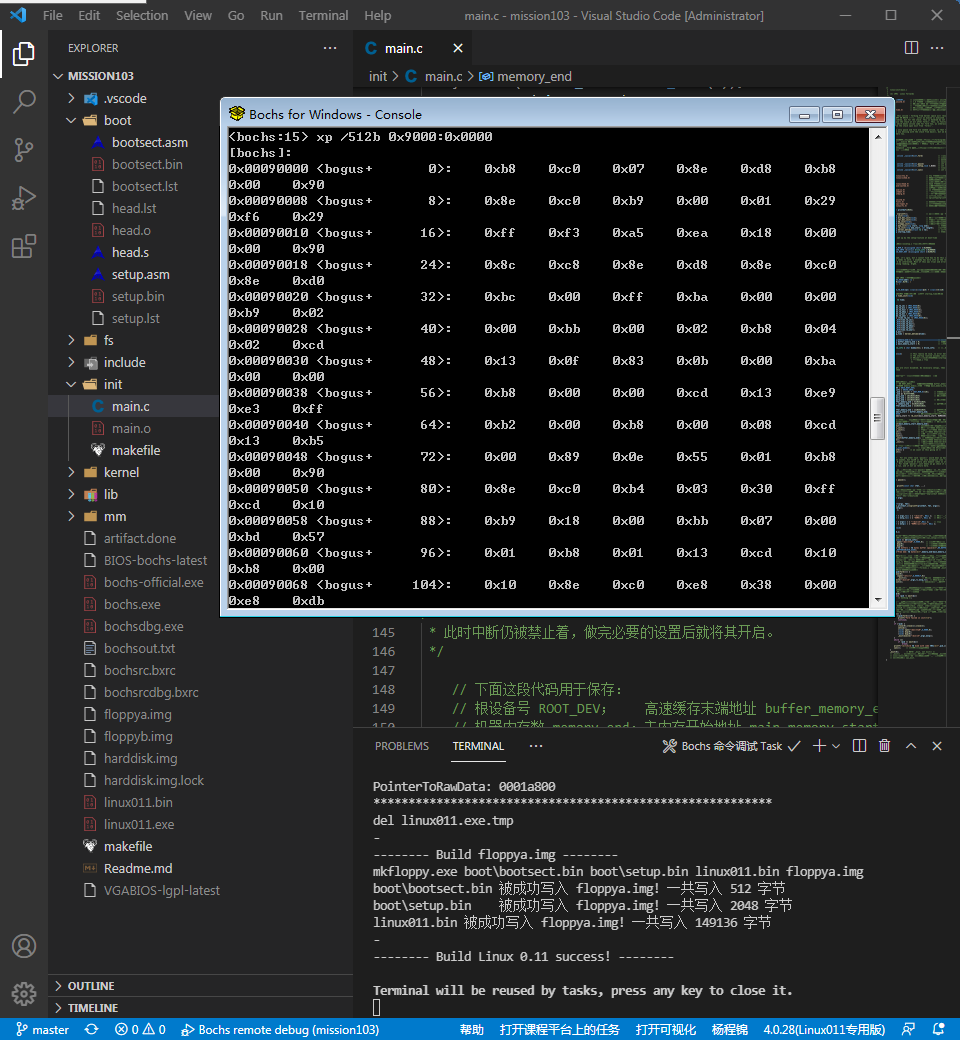 File Edit Selection View Go Run Terminal Help main.c - mission103 - Visual Studio Code [Administrator]
EXPLORER
MISSION103
.vscode
boot
bootsect.asm
bootsect.bin
bootsect.lst
head.lst
head.o
head.s
setup.asm
setup.bin
setup.lst
fs
include
init
main.c
main.o
makefile
kernel
lib
mm
artifact.done
BIOS-bochs-latest
bochs-official.exe
bochs.exe
bochsdbg.exe
bochsout.txt
bochsrc.bxrc
bochsrcdbg.bxrc
floppya.img
floppyb.img
harddisk.img
harddisk.img.lock
linux011.bin
linux011.exe
makefile
Readme.md
VGABIOS-lgpl-latest
OUTLINE
TIMELINE
main.c
init > main.c > memory_end
Bochs for Windows - Console
<bochs:15> xp /512b 0x9000:0x0000
[bochs]:
0x00090000 <bogus+ 0>: 0xb8 0xc0 0x07 0x8e 0xd8 0xb8
0x00 0x90
0x00090008 <bogus+ 8>: 0x8e 0xc0 0xb9 0x00 0x01 0x29
0xf6 0x29
0x00090010 <bogus+ 16>: 0xff 0xf3 0xa5 0xea 0x18 0x00
0x00 0x90
0x00090018 <bogus+ 24>: 0x8c 0xc8 0x8e 0xd8 0x8e 0xc0
0x8e 0xd0
0x00090020 <bogus+ 32>: 0xbc 0x00 0xff 0xba 0x00 0x00
0xb9 0x02
0x00090028 <bogus+ 40>: 0x00 0xbb 0x00 0x02 0xb8 0x04
0x02 0xcd
0x00090030 <bogus+ 48>: 0x13 0x0f 0x83 0x0b 0x00 0xba
0x00 0x00
0x00090038 <bogus+ 56>: 0xb8 0x00 0x00 0xcd 0x13 0xe9
0xe3 0xff
0x00090040 <bogus+ 64>: 0xb2 0x00 0xb8 0x00 0x08 0xcd
0x13 0xb5
0x00090048 <bogus+ 72>: 0x00 0x89 0x0e 0x55 0x01 0xb8
0x00 0x90
0x00090050 <bogus+ 80>: 0x8e 0xc0 0xb4 0x03 0x30 0xff
0xcd 0x10
0x00090058 <bogus+ 88>: 0xb9 0x18 0x00 0xbb 0x07 0x00
0xbd 0x57
0x00090060 <bogus+ 96>: 0x01 0xb8 0x01 0x13 0xcd 0x10
0xb8 0x00
0x00090068 <bogus+ 104>: 0x10 0x8e 0xc0 0xe8 0x38 0x00
0xe8 0xdb
145 * 此时中断仍被禁止着，做完必要的设置后就将其开启。
146 */
147
148 // 下面这段代码用于保存：
149 // 根设备号 ROOT_DEV； 高速缓存末端地址 buffer_memory_e
150 // 机器内存数 memory_end；主内存开始地址 main_memory_start
PROBLEMS TERMINAL ··· Bochs 命令调试 Task
PointerToRawData: 0001a800
*******************************************************
del linux011.exe.tmp
-
-------- Build floppya.img --------
mkfloppy.exe boot\bootsect.bin boot\setup.bin linux011.bin floppya.img
boot\bootsect.bin 被成功写入 floppya.img! 一共写入 512 字节
boot\setup.bin 被成功写入 floppya.img! 一共写入 2048 字节
linux011.bin 被成功写入 floppya.img! 一共写入 149136 字节
-
-------- Build Linux 0.11 success! --------
Terminal will be reused by tasks, press any key to close it.
master 0 0 Bochs remote debug (mission103) 帮助 打开课程平台上的任务 打开可视化 杨程锦 4.0.28(Linux011专用版)